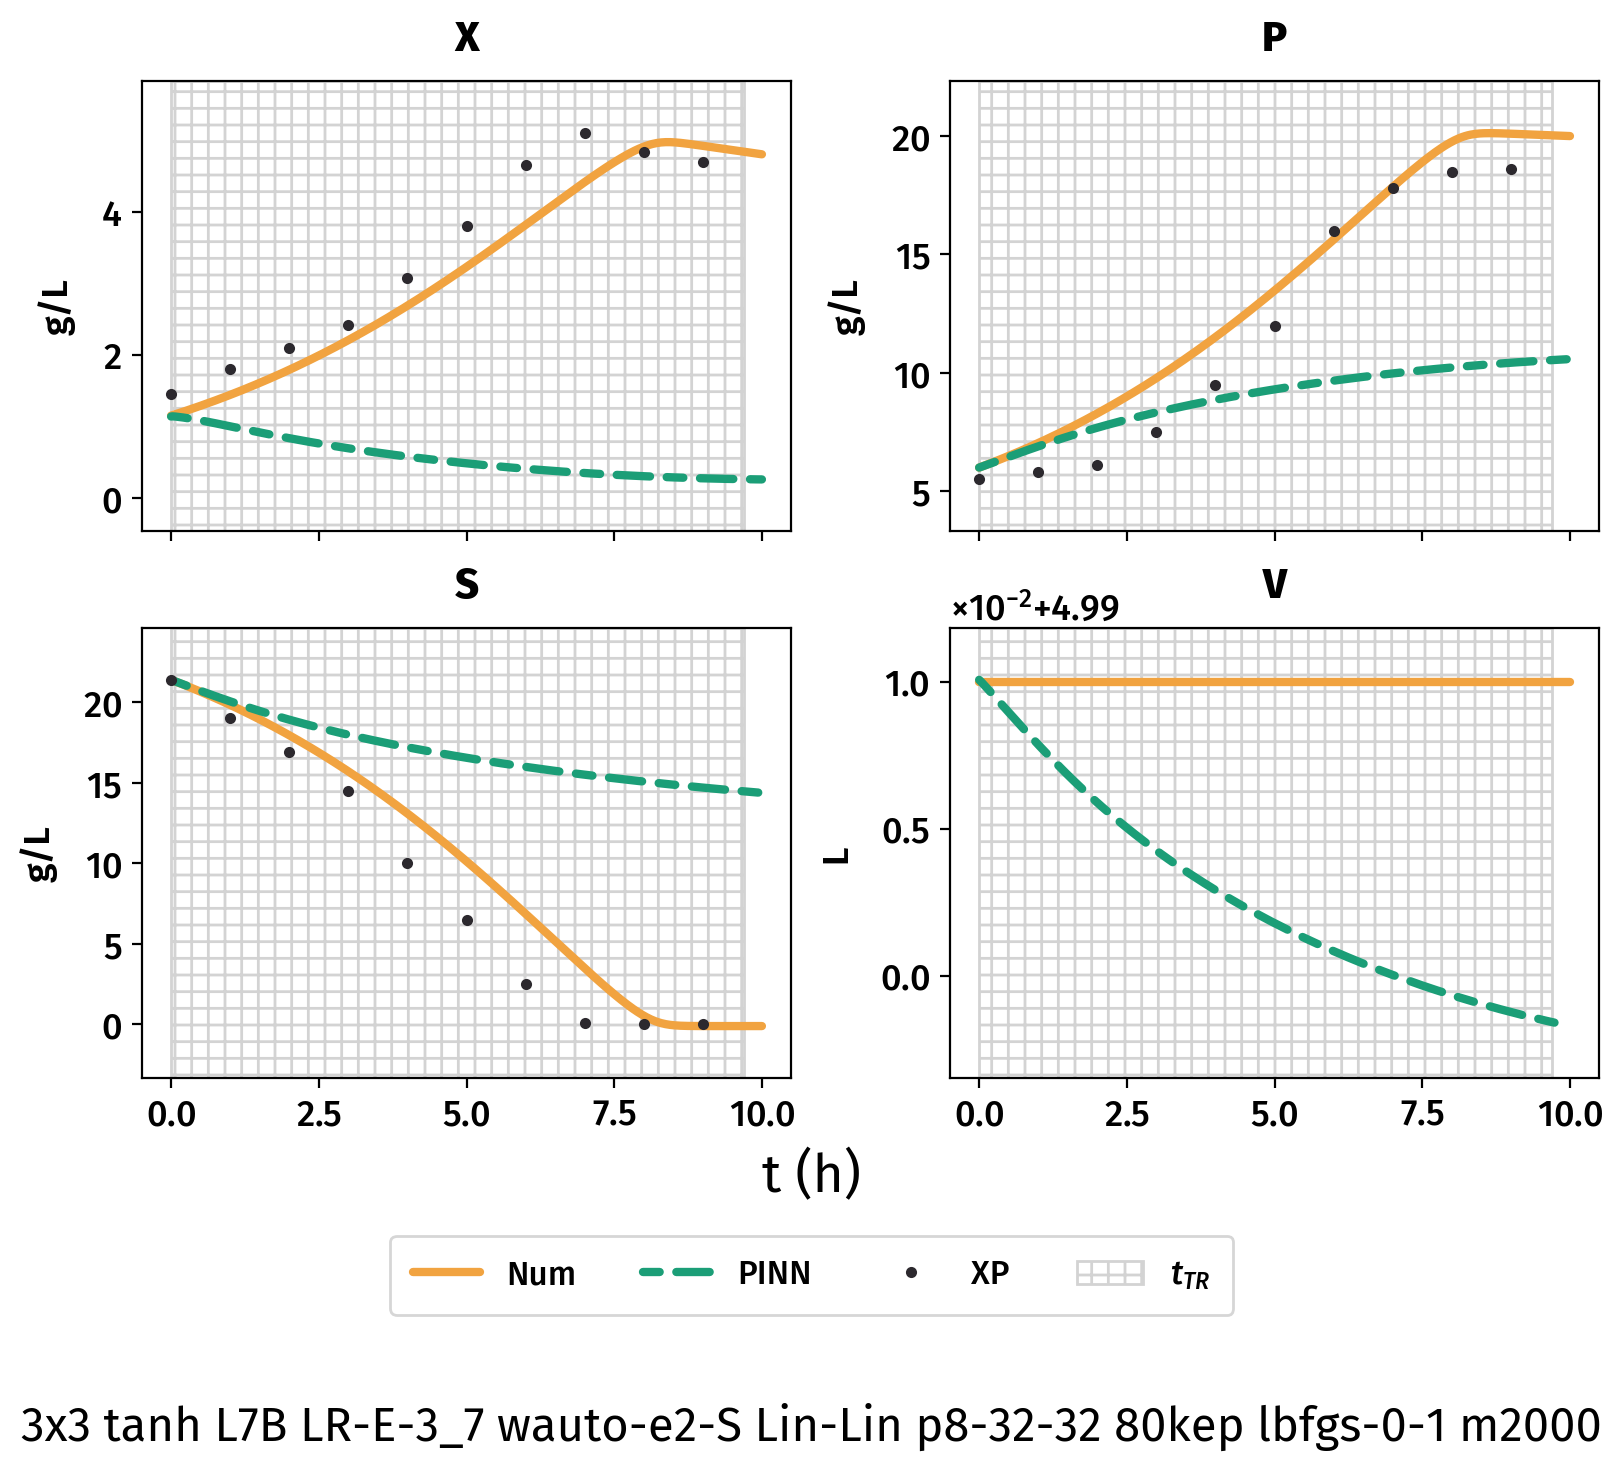 X
P
g/L
4
2
0
g/L
20
15
10
5
S
V
×10⁻²+4.99
g/L
20
15
10
5
0
L
1.0
0.5
0.0
0.0 2.5 5.0 7.5 10.0
0.0 2.5 5.0 7.5 10.0
t (h)
Num PINN XP t_TR
3x3 tanh L7B LR-E-3_7 wauto-e2-S Lin-Lin p8-32-32 80kep lbfgs-0-1 m2000